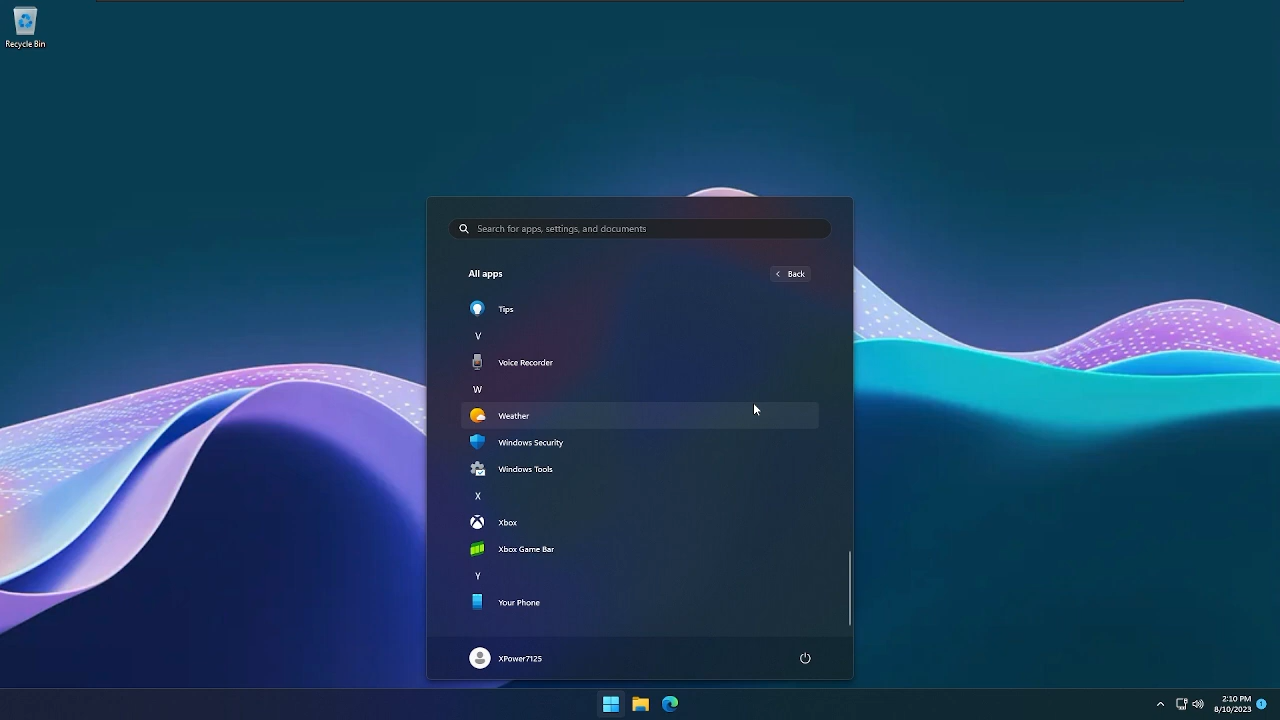 Recycle Bin
Search for apps, settings, and documents
All apps
Back
Tips
V
Voice Recorder
W
Weather
Windows Security
Windows Tools
X
Xbox
Xbox Game Bar
Y
Your Phone
XPower7125
2:10 PM
8/10/2023
1